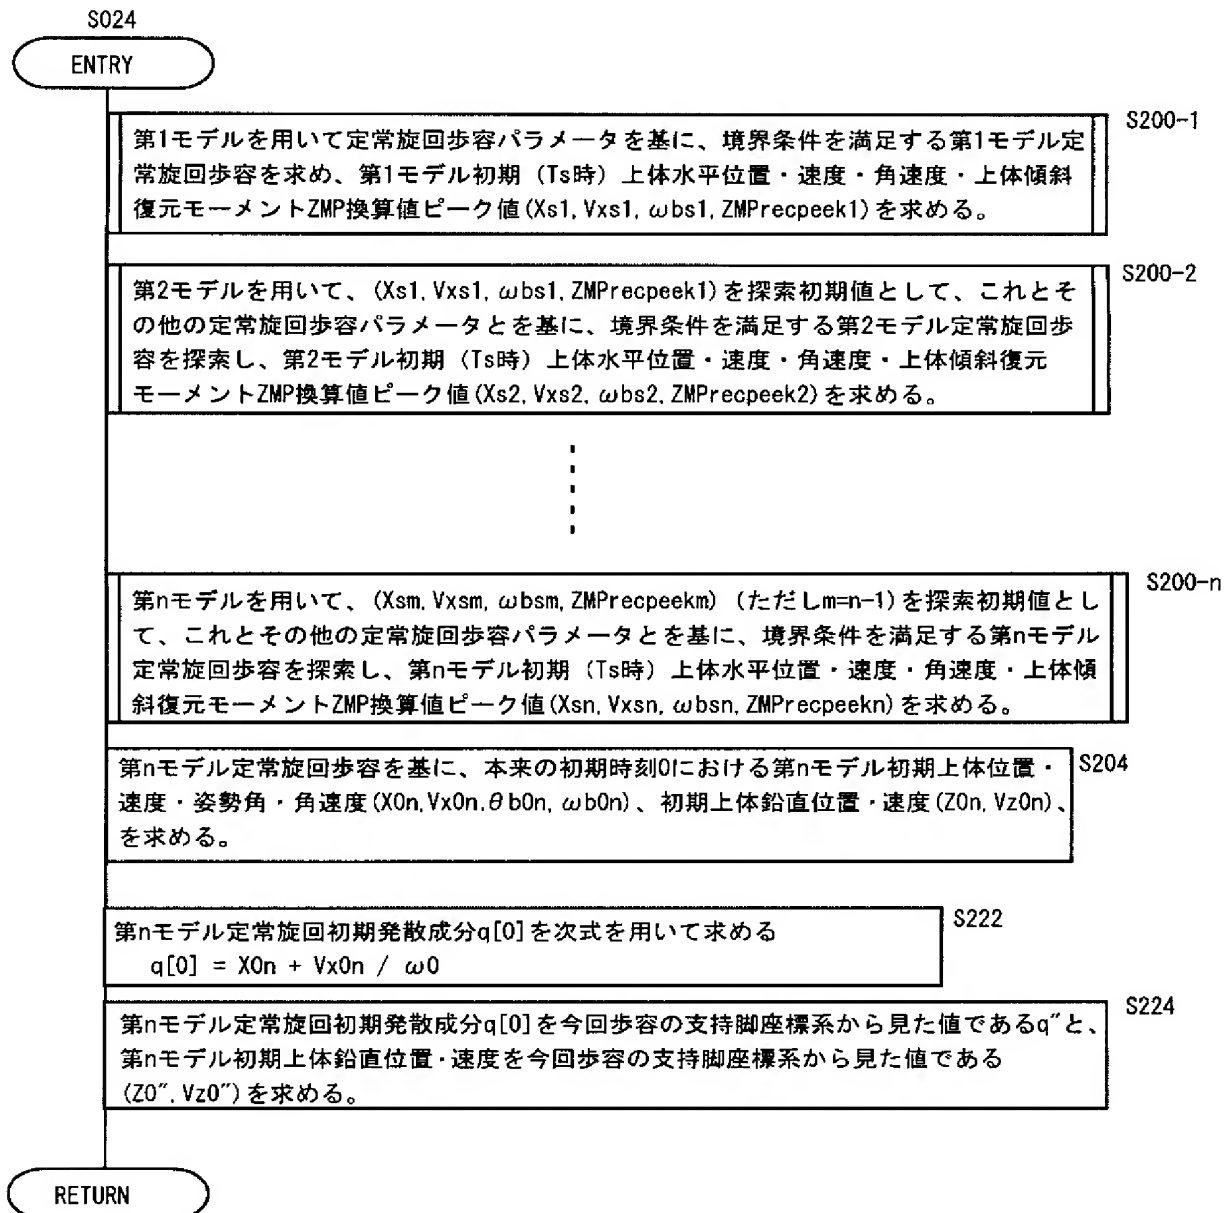 S024
ENTRY
S200-1
第1モデルを用いて定常旋回歩容パラメータを基に、境界条件を満足する第1モデル定
常旋回歩容を求め、第1モデル初期（Ts時）上体水平位置・速度・角速度・上体傾斜
復元モーメントZMP換算値ピーク値(Xs1, Vxs1, ωbs1, ZMPrecpeek1)を求める。
S200-2
第2モデルを用いて、(Xs1, Vxs1, ωbs1, ZMPrecpeek1)を探索初期値として、これとそ
の他の定常旋回歩容パラメータとを基に、境界条件を満足する第2モデル定常旋回歩
容を探索し、第2モデル初期（Ts時）上体水平位置・速度・角速度・上体傾斜復元
モーメントZMP換算値ピーク値(Xs2, Vxs2, ωbs2, ZMPrecpeek2)を求める。
S200-n
第nモデルを用いて、(Xsm, Vxsm, ωbsm, ZMPrecpeekm)（ただしm=n-1)を探索初期値とし
て、これとその他の定常旋回歩容パラメータとを基に、境界条件を満足する第nモデル
定常旋回歩容を探索し、第nモデル初期（Ts時）上体水平位置・速度・角速度・上体傾
斜復元モーメントZMP換算値ピーク値(Xsn, Vxsn, ωbsn, ZMPrecpeekn)を求める。
S204
第nモデル定常旋回歩容を基に、本来の初期時刻0における第nモデル初期上体位置・
速度・姿勢角・角速度(X0n, Vx0n, θb0n, ωb0n)、初期上体鉛直位置・速度(Z0n, Vz0n)、
を求める。
S222
第nモデル定常旋回初期発散成分q[0]を次式を用いて求める
q[0] = X0n + Vx0n / ω0
S224
第nモデル定常旋回初期発散成分q[0]を今回歩容の支持脚座標系から見た値であるq″と、
第nモデル初期上体鉛直位置・速度を今回歩容の支持脚座標系から見た値である
(Z0″, Vz0″)を求める。
RETURN